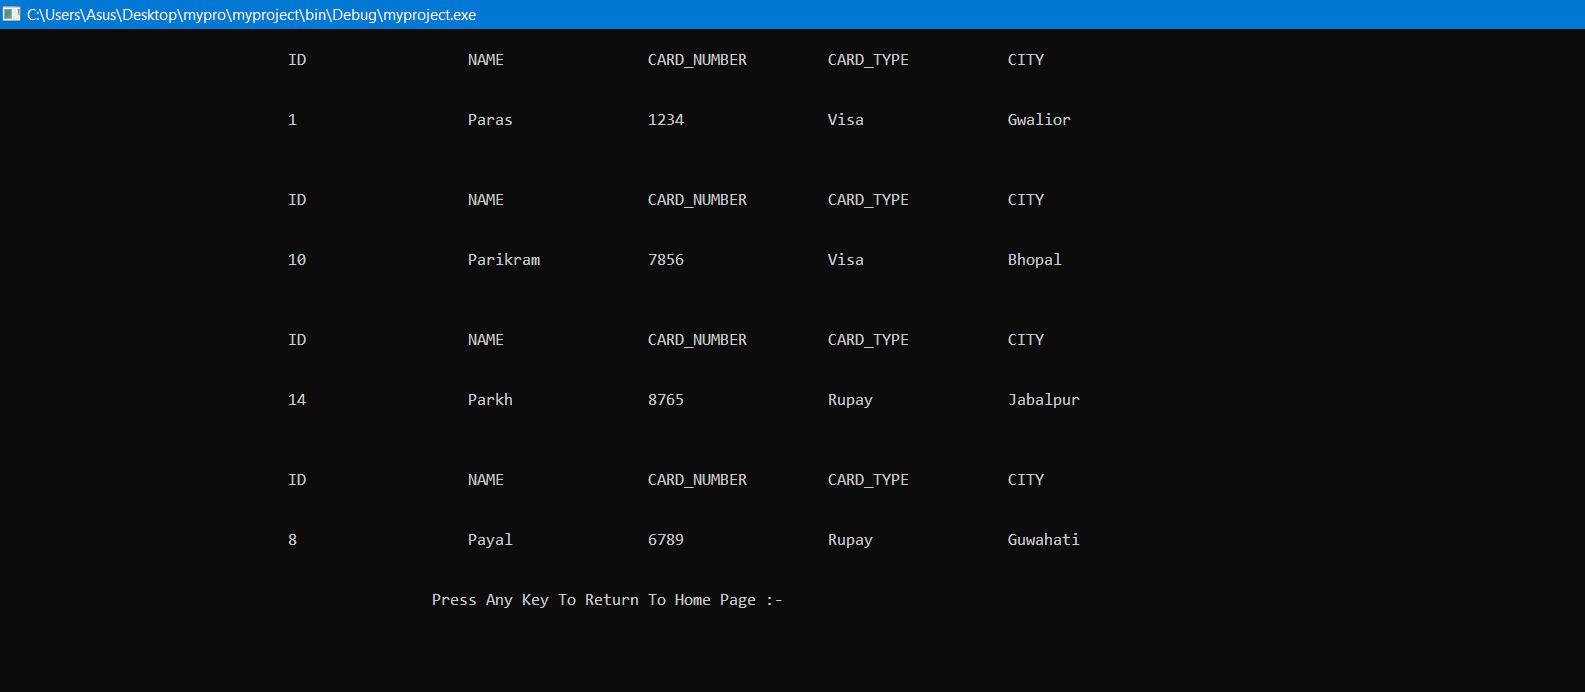 C:\Users\Asus\Desktop\mypro\myproject\bin\Debug\myproject.exe
ID NAME CARD_NUMBER CARD_TYPE CITY
1 Paras 1234 Visa Gwalior
ID NAME CARD_NUMBER CARD_TYPE CITY
10 Parikram 7856 Visa Bhopal
ID NAME CARD_NUMBER CARD_TYPE CITY
14 Parkh 8765 Rupay Jabalpur
ID NAME CARD_NUMBER CARD_TYPE CITY
8 Payal 6789 Rupay Guwahati
Press Any Key To Return To Home Page :-